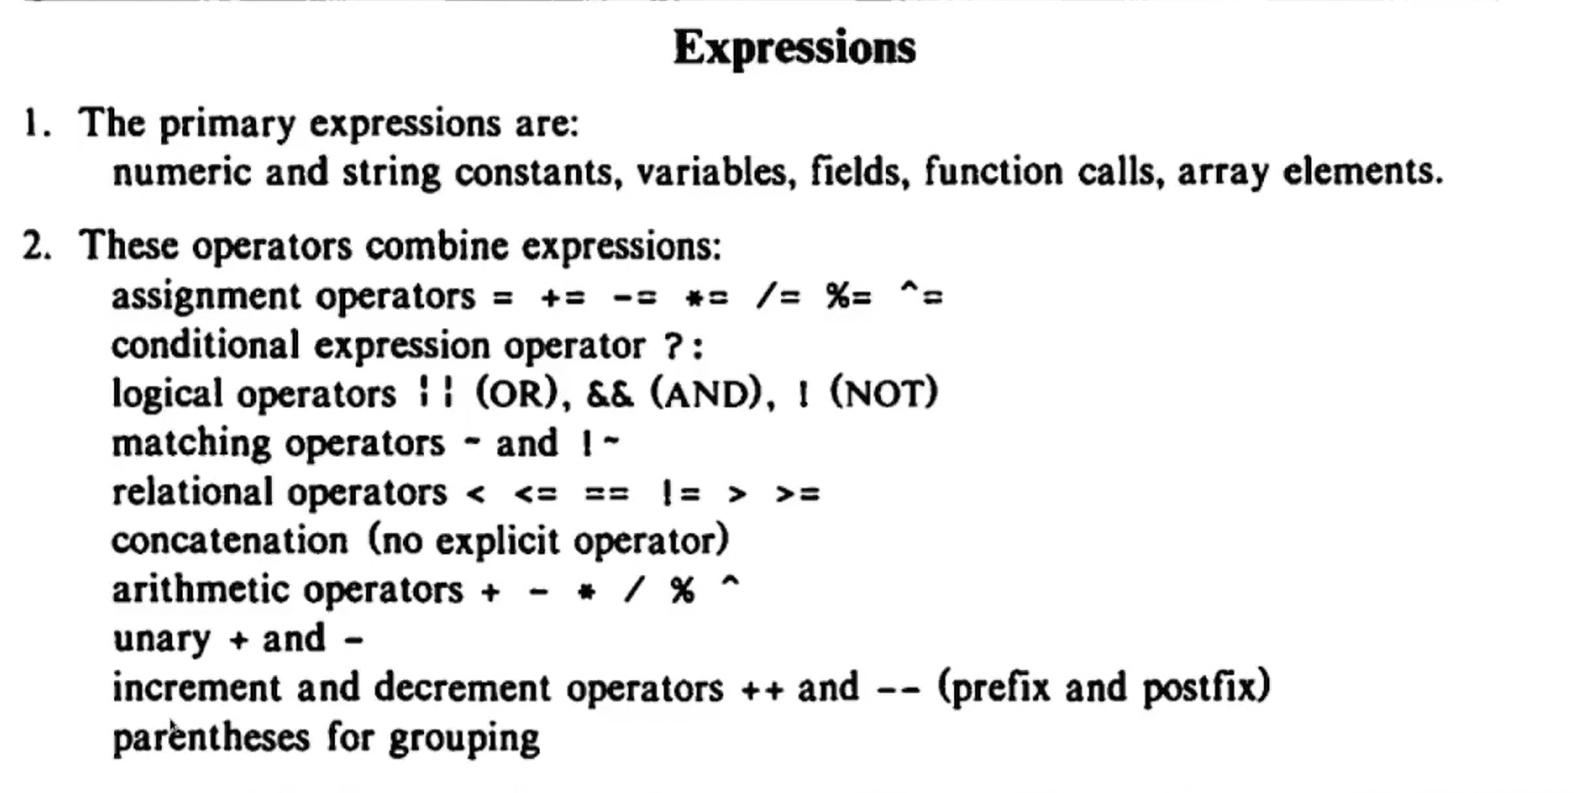 Expressions
1. The primary expressions are:
numeric and string constants, variables, fields, function calls, array elements.
2. These operators combine expressions:
assignment operators = += -= *= /= %= ^=
conditional expression operator ?:
logical operators || (OR), && (AND), ! (NOT)
matching operators ~ and !~
relational operators < <= == != > >=
concatenation (no explicit operator)
arithmetic operators + - * / % ^
unary + and -
increment and decrement operators ++ and -- (prefix and postfix)
parentheses for grouping